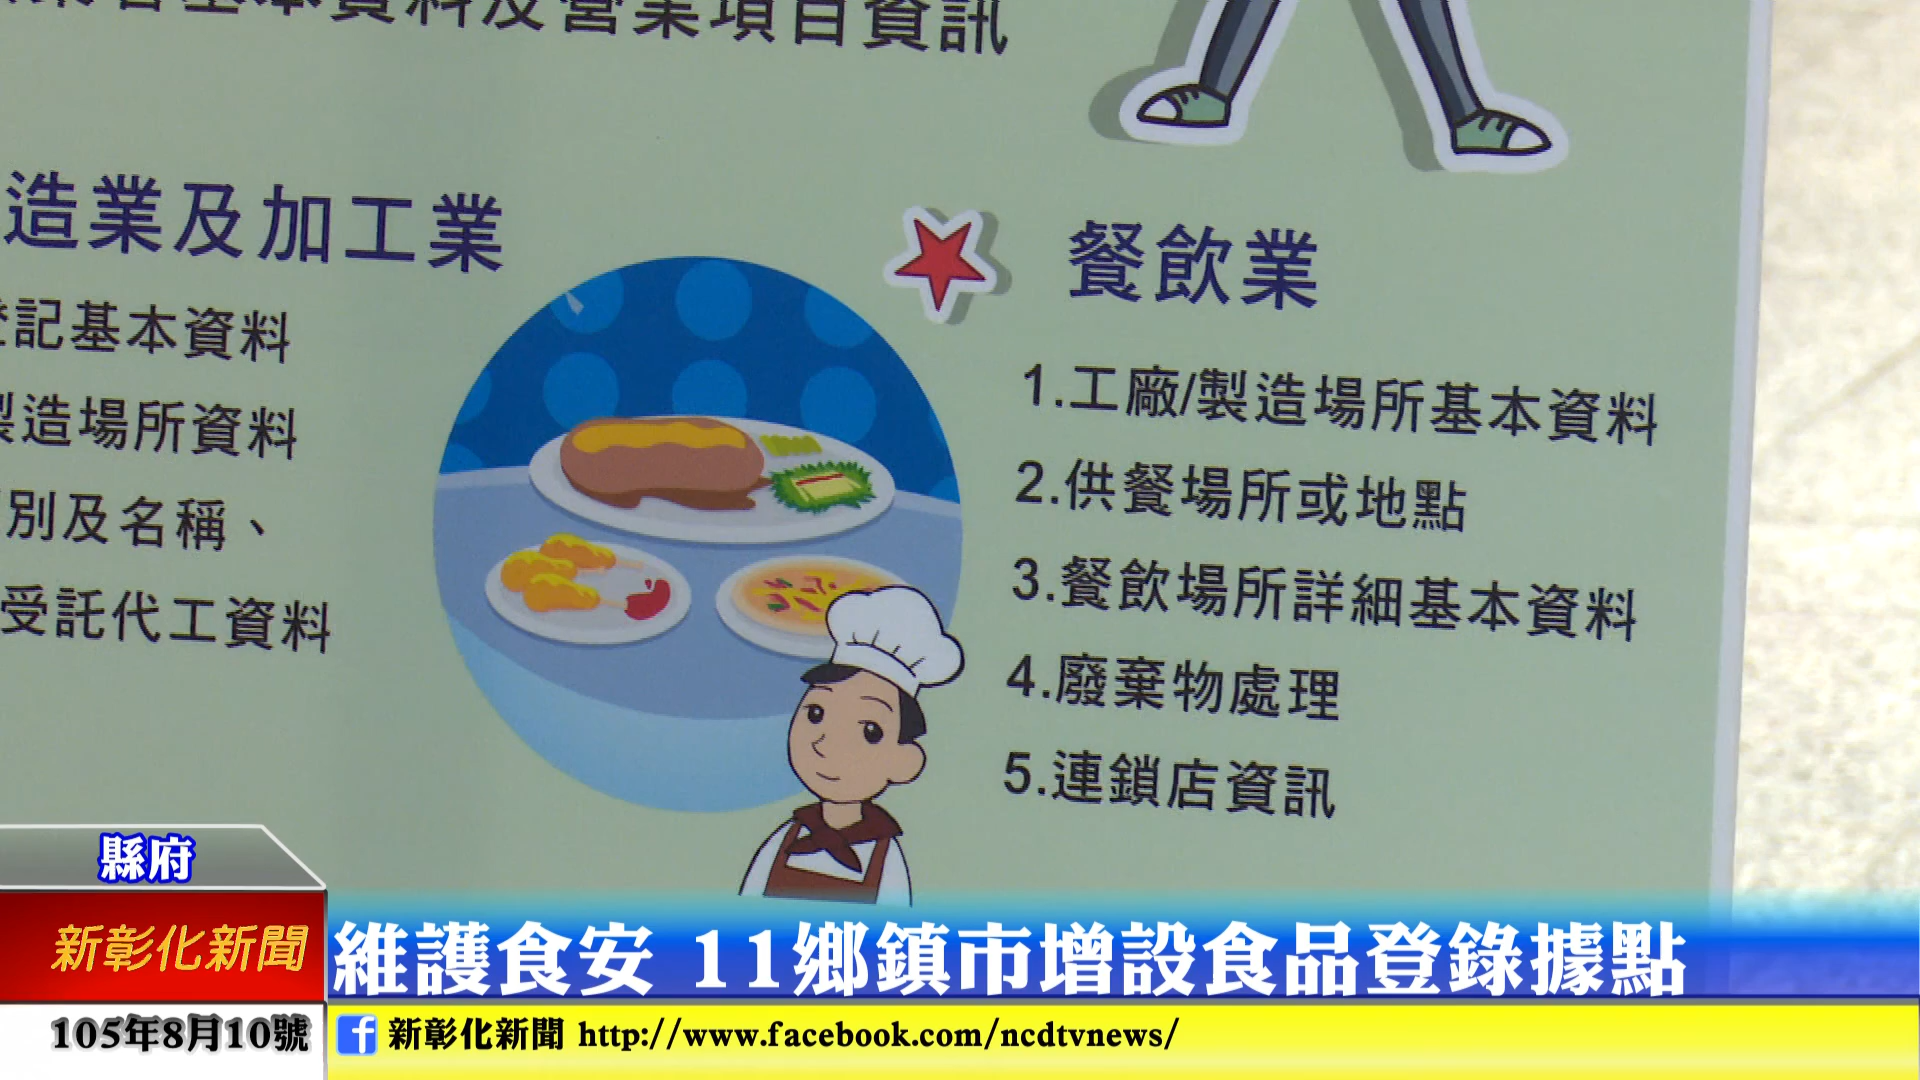 基本資料及營業項目資訊
造業及加工業
登記基本資料
製造場所資料
別及名稱、
受託代工資料
餐飲業
1.工廠/製造場所基本資料
2.供餐場所或地點
3.餐飲場所詳細基本資料
4.廢棄物處理
5.連鎖店資訊
縣府
新彰化新聞
維護食安 11鄉鎮市增設食品登錄據點
105年8月10號
新彰化新聞 http://www.facebook.com/ncdtvnews/